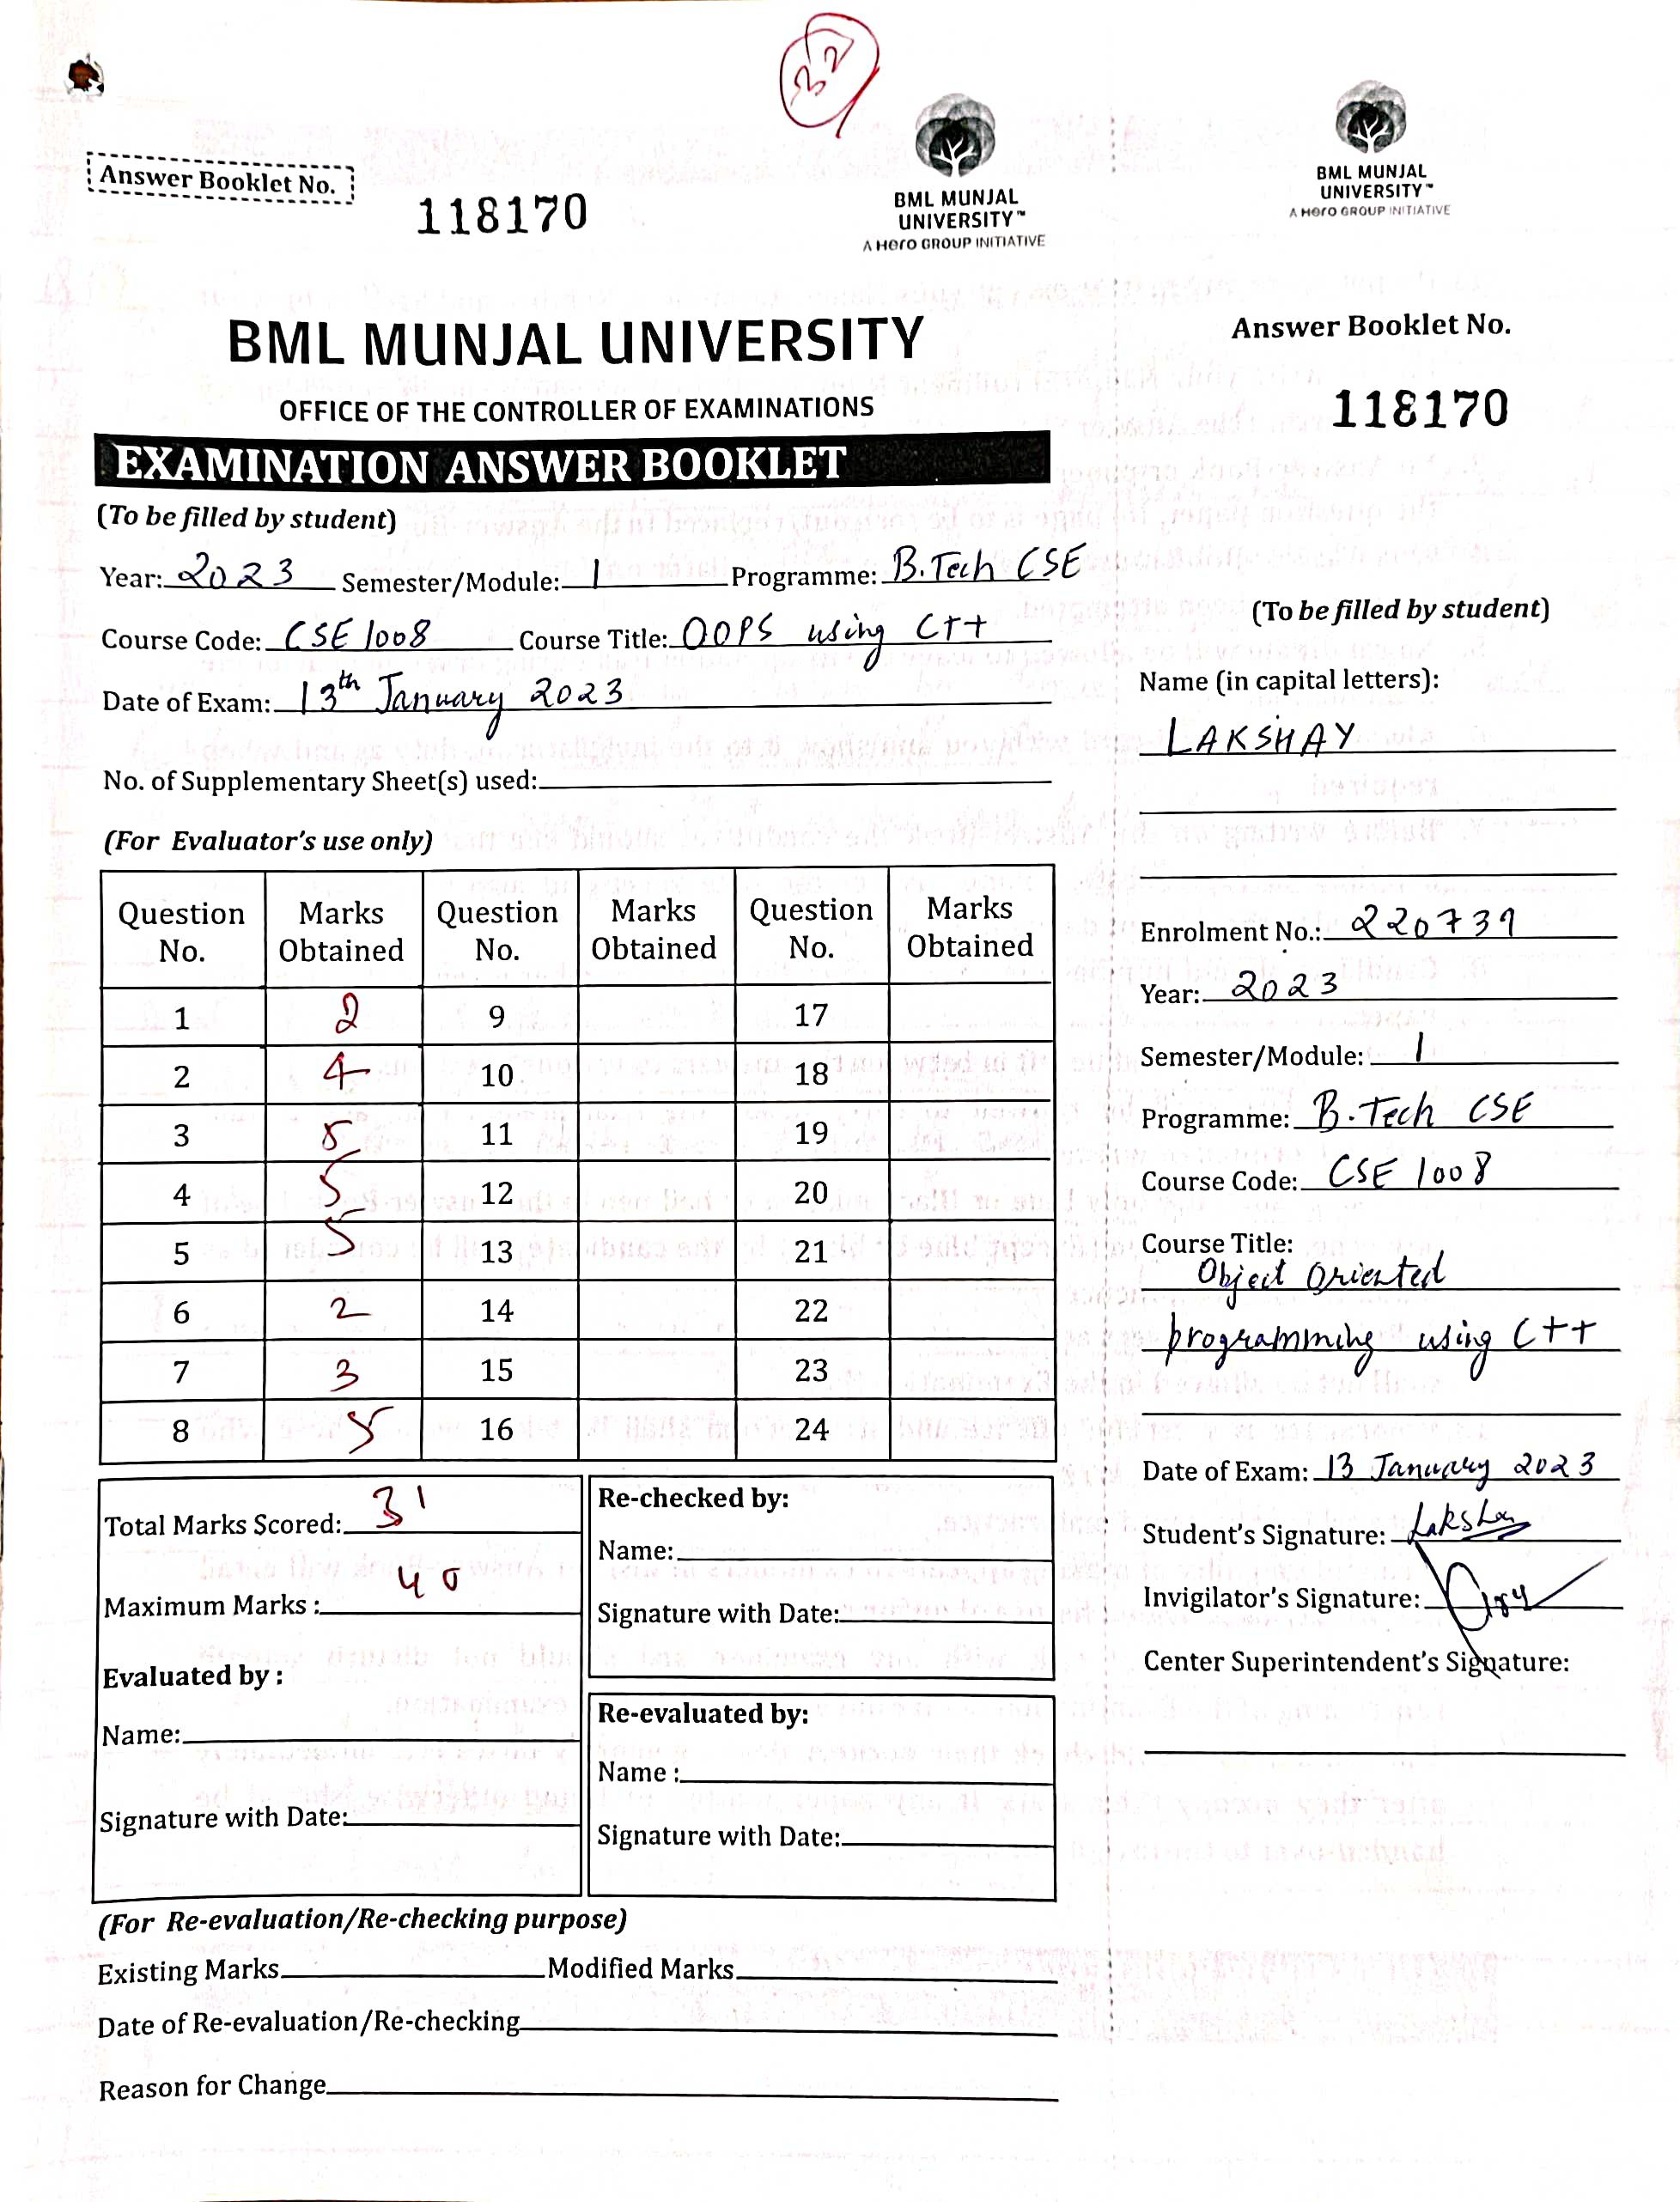 32
Answer Booklet No.
118170
BML MUNJAL
UNIVERSITY™
A Hero GROUP INITIATIVE
BML MUNJAL UNIVERSITY
OFFICE OF THE CONTROLLER OF EXAMINATIONS
EXAMINATION ANSWER BOOKLET
(To be filled by student)
Year: 2023 Semester/Module: 1 Programme: B.Tech CSE
Course Code: CSE 1008 Course Title: OOPS using C++
Date of Exam: 13th January 2023
No. of Supplementary Sheet(s) used:
(For Evaluator's use only)
Question No. Marks Obtained Question No. Marks Obtained Question No. Marks Obtained
1 2 9 17
2 4 10 18
3 5 11 19
4 5 12 20
5 5 13 21
6 2 14 22
7 3 15 23
8 5 16 24
Total Marks Scored: 31
Maximum Marks : 40
Evaluated by :
Name:
Signature with Date:
Re-checked by:
Name:
Signature with Date:
Re-evaluated by:
Name :
Signature with Date:
(For Re-evaluation/Re-checking purpose)
Existing Marks Modified Marks
Date of Re-evaluation/Re-checking
Reason for Change
BML MUNJAL
UNIVERSITY™
A Hero GROUP INITIATIVE
Answer Booklet No.
118170
(To be filled by student)
Name (in capital letters):
LAKSHAY
Enrolment No.: 220739
Year: 2023
Semester/Module: 1
Programme: B.Tech CSE
Course Code: CSE 1008
Course Title:
Object Oriented
programming using C++
Date of Exam: 13 January 2023
Student's Signature: Lakshay
Invigilator's Signature:
Center Superintendent's Signature: